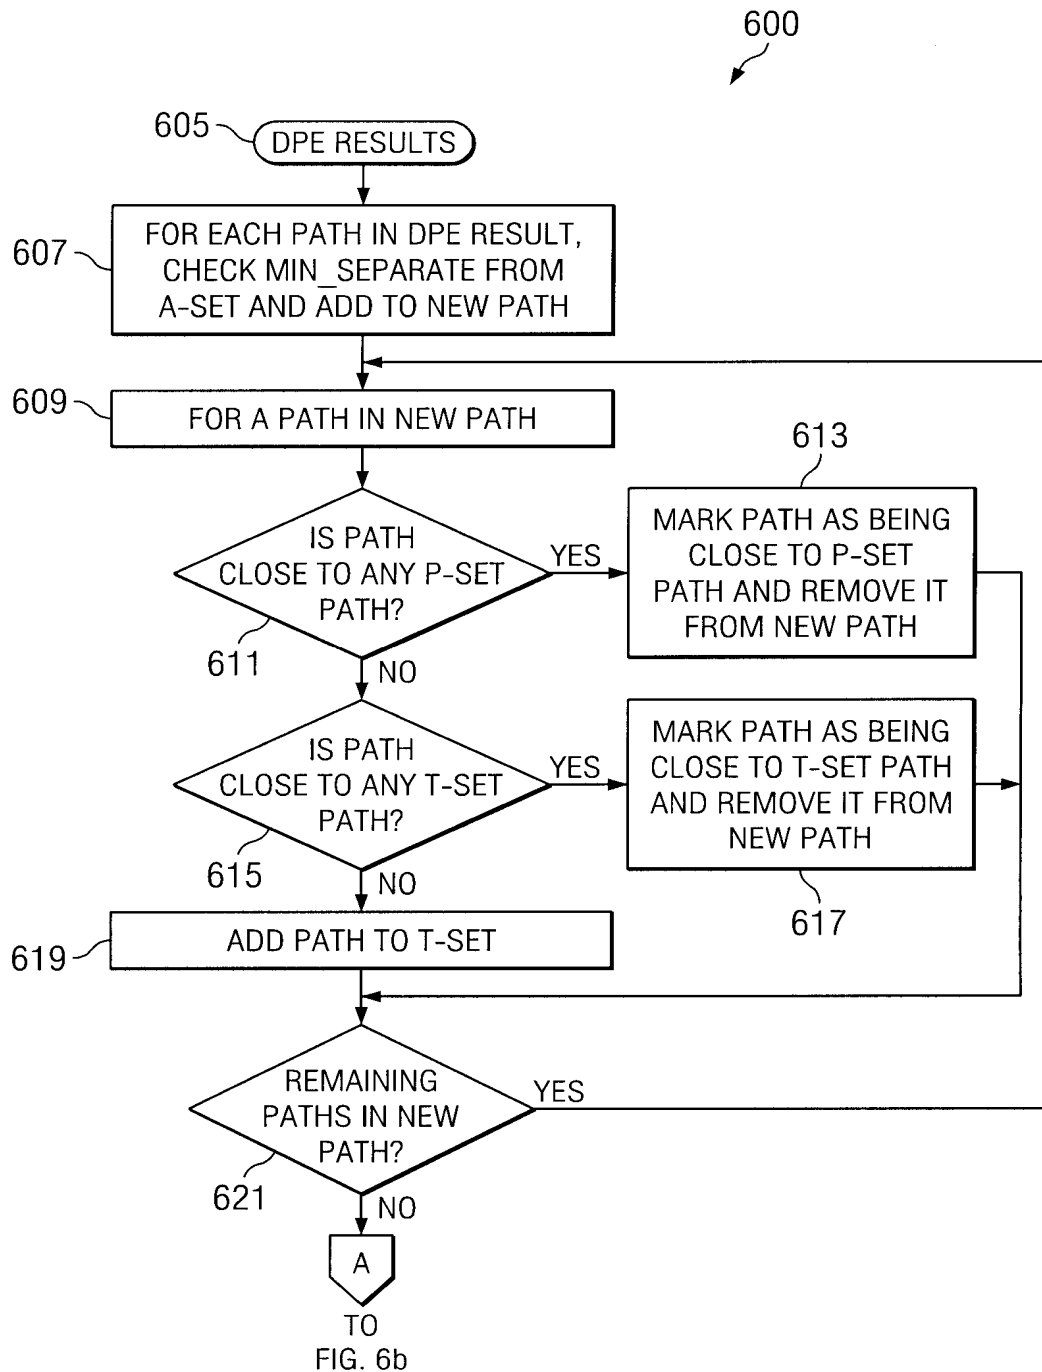 600
605
DPE RESULTS
607
FOR EACH PATH IN DPE RESULT,
CHECK MIN_SEPARATE FROM
A-SET AND ADD TO NEW PATH
609
FOR A PATH IN NEW PATH
613
IS PATH
CLOSE TO ANY P-SET
PATH?
611
YES
MARK PATH AS BEING
CLOSE TO P-SET
PATH AND REMOVE IT
FROM NEW PATH
NO
IS PATH
CLOSE TO ANY T-SET
PATH?
615
YES
MARK PATH AS BEING
CLOSE TO T-SET PATH
AND REMOVE IT FROM
NEW PATH
617
NO
619
ADD PATH TO T-SET
REMAINING
PATHS IN NEW
PATH?
621
YES
NO
A
TO
FIG. 6b